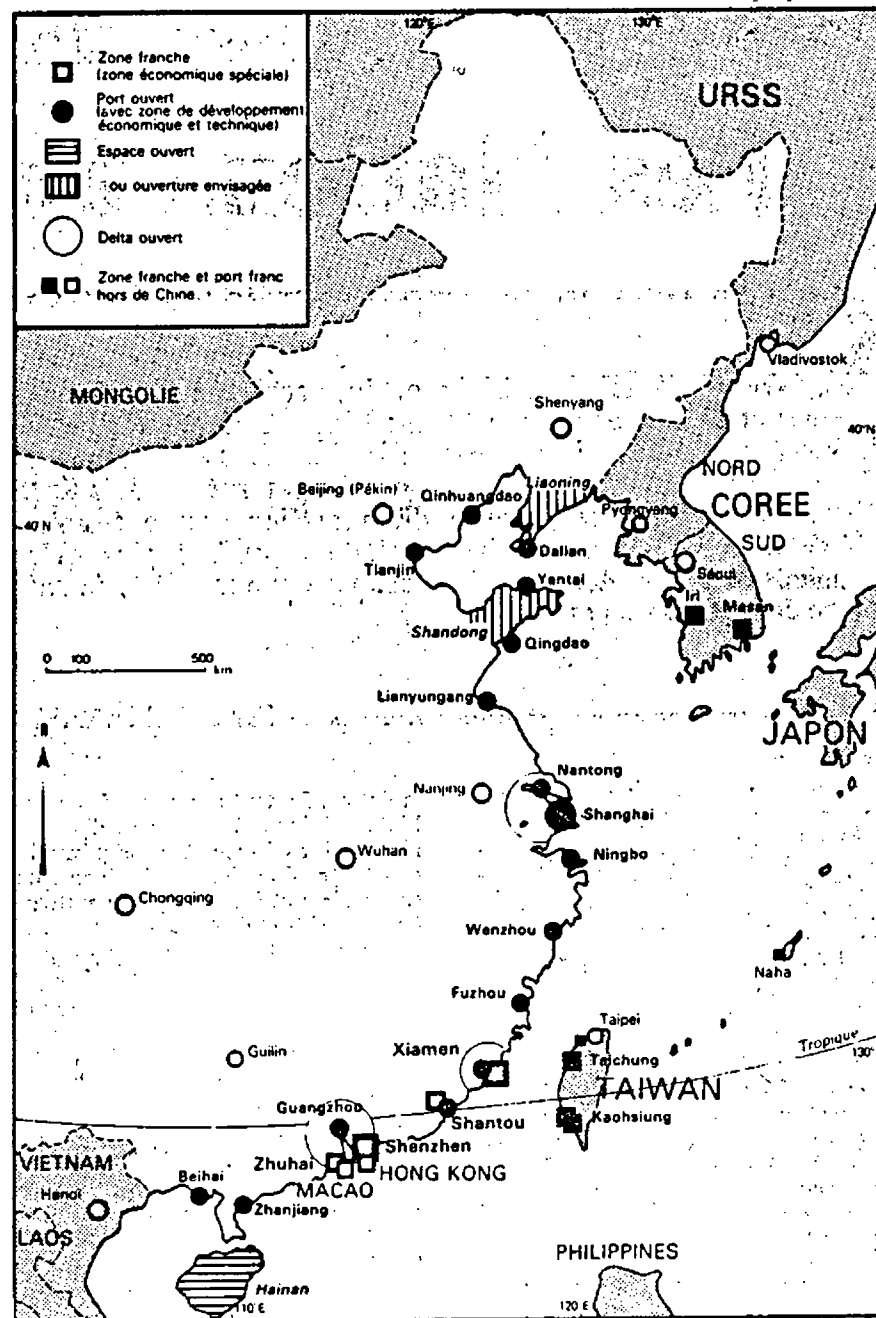 120°E
130°E
Zone franche
(zone économique spéciale)
Port ouvert
(avec zone de développement
économique et technique)
Espace ouvert
ou ouverture envisagée
Delta ouvert
Zone franche et port franc
hors de Chine
URSS
MONGOLIE
Vladivostok
Shenyang
40°N
NORD
Liaoning
Beijing (Pékin)
Qinhuangdao
COREE
Pyongyang
40 N
SUD
Dalian
Tianjin
Séoul
Yantai
Iri
Masan
Shandong
0 100 500
km
Qingdao
Lianyungang
JAPON
N
Nantong
Nanjing
Shanghai
Wuhan
Ningbo
Chongqing
Wenzhou
Naha
Fuzhou
Taipei
Guilin
Xiamen
Tropique
130°
Taichung
TAIWAN
Guangzhou
Shantou
Kaohsiung
Shenzhen
VIETNAM
Zhuhai
HONG KONG
Beihai
MACAO
Hanoi
Zhanjiang
LAOS
PHILIPPINES
Hainan
110 E
120 E